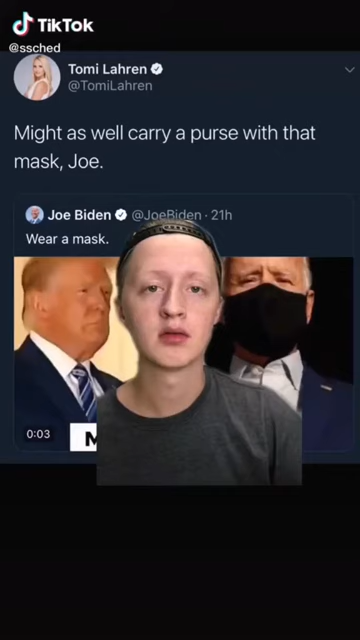 TikTok
@ssched
Tomi Lahren
@TomiLahren
Might as well carry a purse with that
mask, Joe.
Joe Biden @JoeBiden · 21h
Wear a mask.
0:03
M